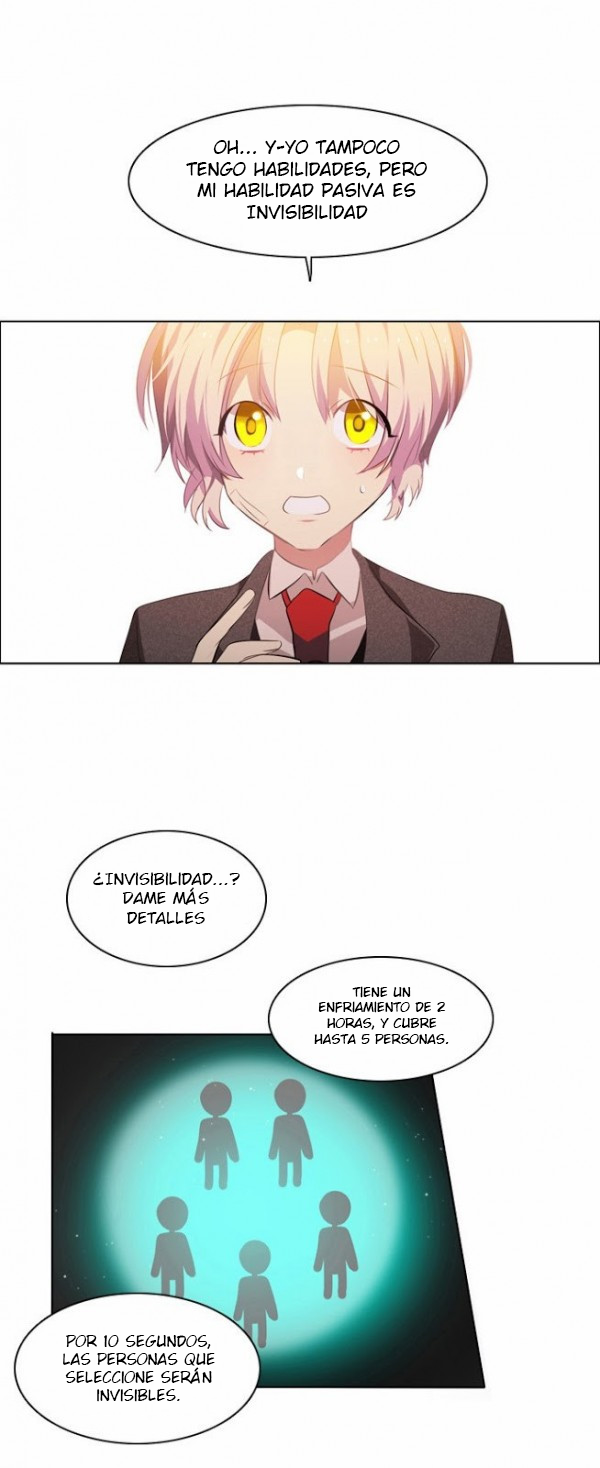 OH... Y-YO TAMPOCO
TENGO HABILIDADES, PERO
MI HABILIDAD PASIVA ES
INVISIBILIDAD
¿INVISIBILIDAD...?
DAME MÁS
DETALLES
TIENE UN
ENFRIAMIENTO DE 2
HORAS, Y CUBRE
HASTA 5 PERSONAS.
POR 10 SEGUNDOS,
LAS PERSONAS QUE
SELECCIONE SERÁN
INVISIBLES.